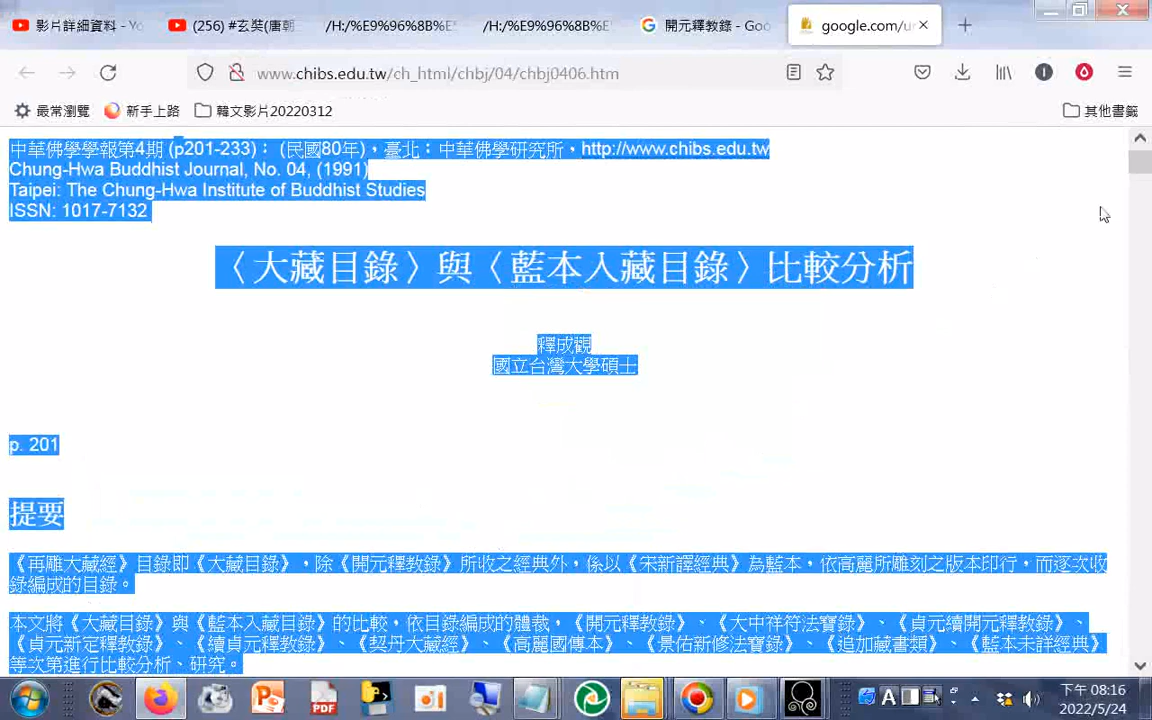 影片詳細資料 - Yo
(256) #玄奘(唐朝
/H:/%E9%96%8B%E5
/H:/%E9%96%8B%E5
開元釋教錄 - Goo
google.com/ur
www.chibs.edu.tw/ch_html/chbj/04/chbj0406.htm
最常瀏覽
新手上路
韓文影片20220312
其他書籤
中華佛學學報第4期 (p201-233)： (民國80年)，臺北：中華佛學研究所，http://www.chibs.edu.tw
Chung-Hwa Buddhist Journal, No. 04, (1991)
Taipei: The Chung-Hwa Institute of Buddhist Studies
ISSN: 1017-7132
〈大藏目錄〉與〈藍本入藏目錄〉比較分析
釋成觀
國立台灣大學碩士
p. 201
提要
《再雕大藏經》目錄即《大藏目錄》，除《開元釋教錄》所收之經典外，係以《宋新譯經典》為藍本，依高麗所雕刻之版本印行，而逐次收
錄編成的目錄。
本文將《大藏目錄》與《藍本入藏目錄》的比較，依目錄編成的體裁，《開元釋教錄》、《大中祥符法寶錄》、《貞元續開元釋教錄》、
《貞元新定釋教錄》、《續貞元釋教錄》、《契丹大藏經》、《高麗國傳本》、《景佑新修法寶錄》、《追加藏書類》、《藍本未詳經典》
等次第進行比較分析、研究。
PDF
A
下午 08:16
2022/5/24